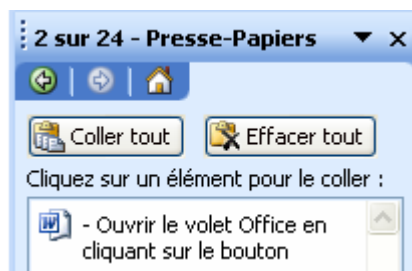 2 sur 24 - Presse-Papiers
Coller tout
Effacer tout
Cliquez sur un élément pour le coller :
- Ouvrir le volet Office en
cliquant sur le bouton